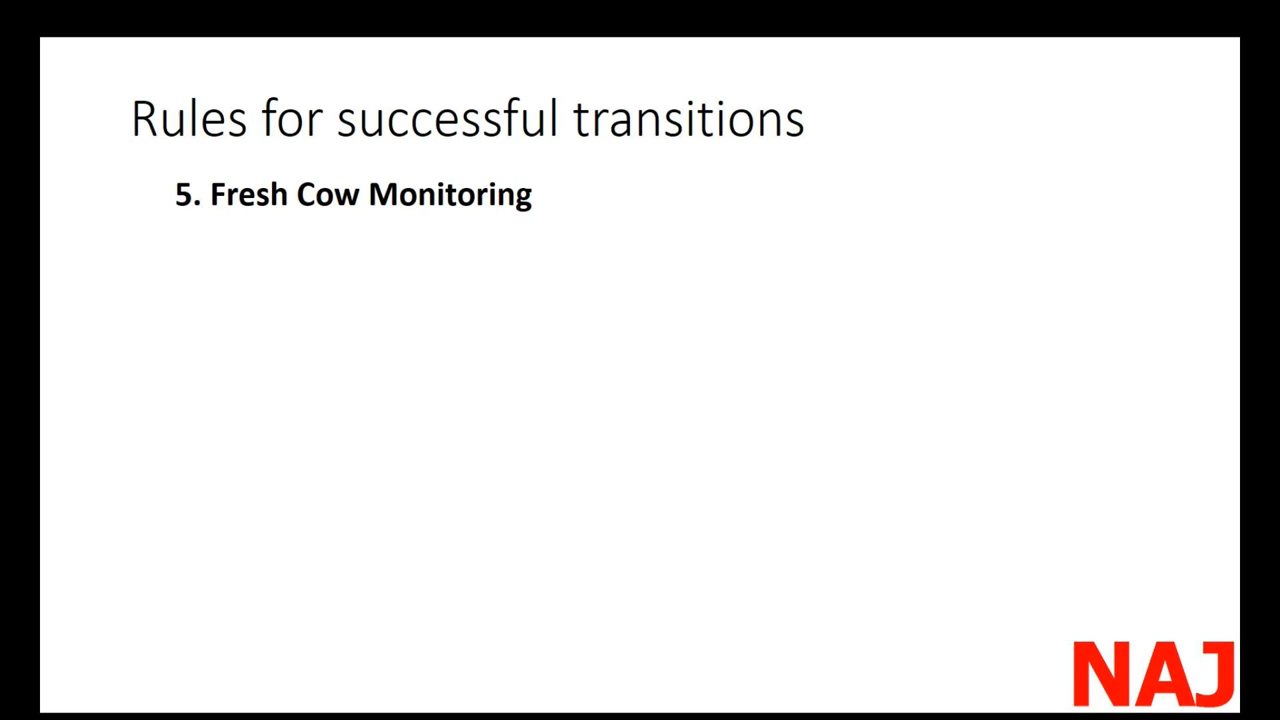 Rules for successful transitions
5. Fresh Cow Monitoring
NAJ